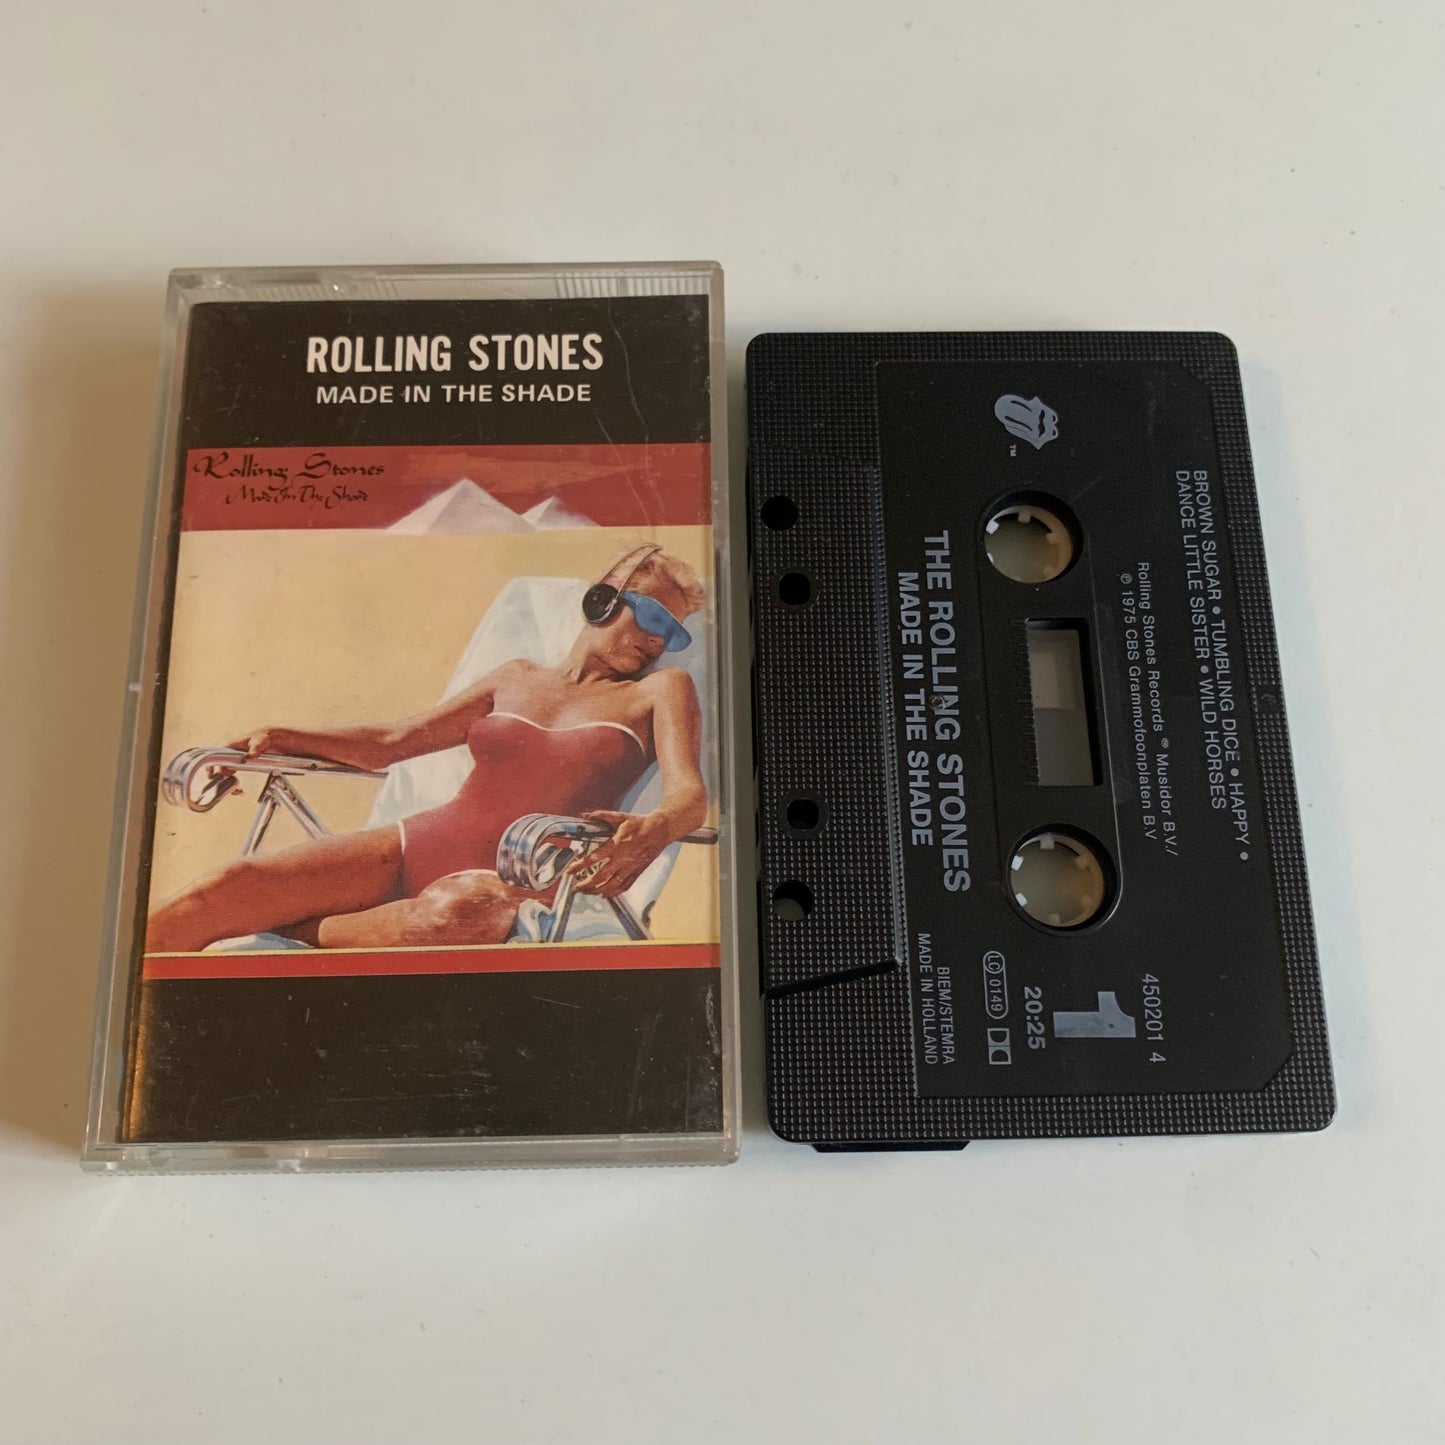 ROLLING STONES
MADE IN THE SHADE
Rolling Stones
Made In The Shade
TM
BROWN SUGAR • TUMBLING DICE • HAPPY •
DANCE LITTLE SISTER • WILD HORSES
Rolling Stones Records ℗ Musidor B.V./
℗ 1975 CBS Grammofoonplaten B.V
THE ROLLING STONES
MADE IN THE SHADE
450201 4
1
20:25
LC 0149
BIEM/STEMRA
MADE IN HOLLAND